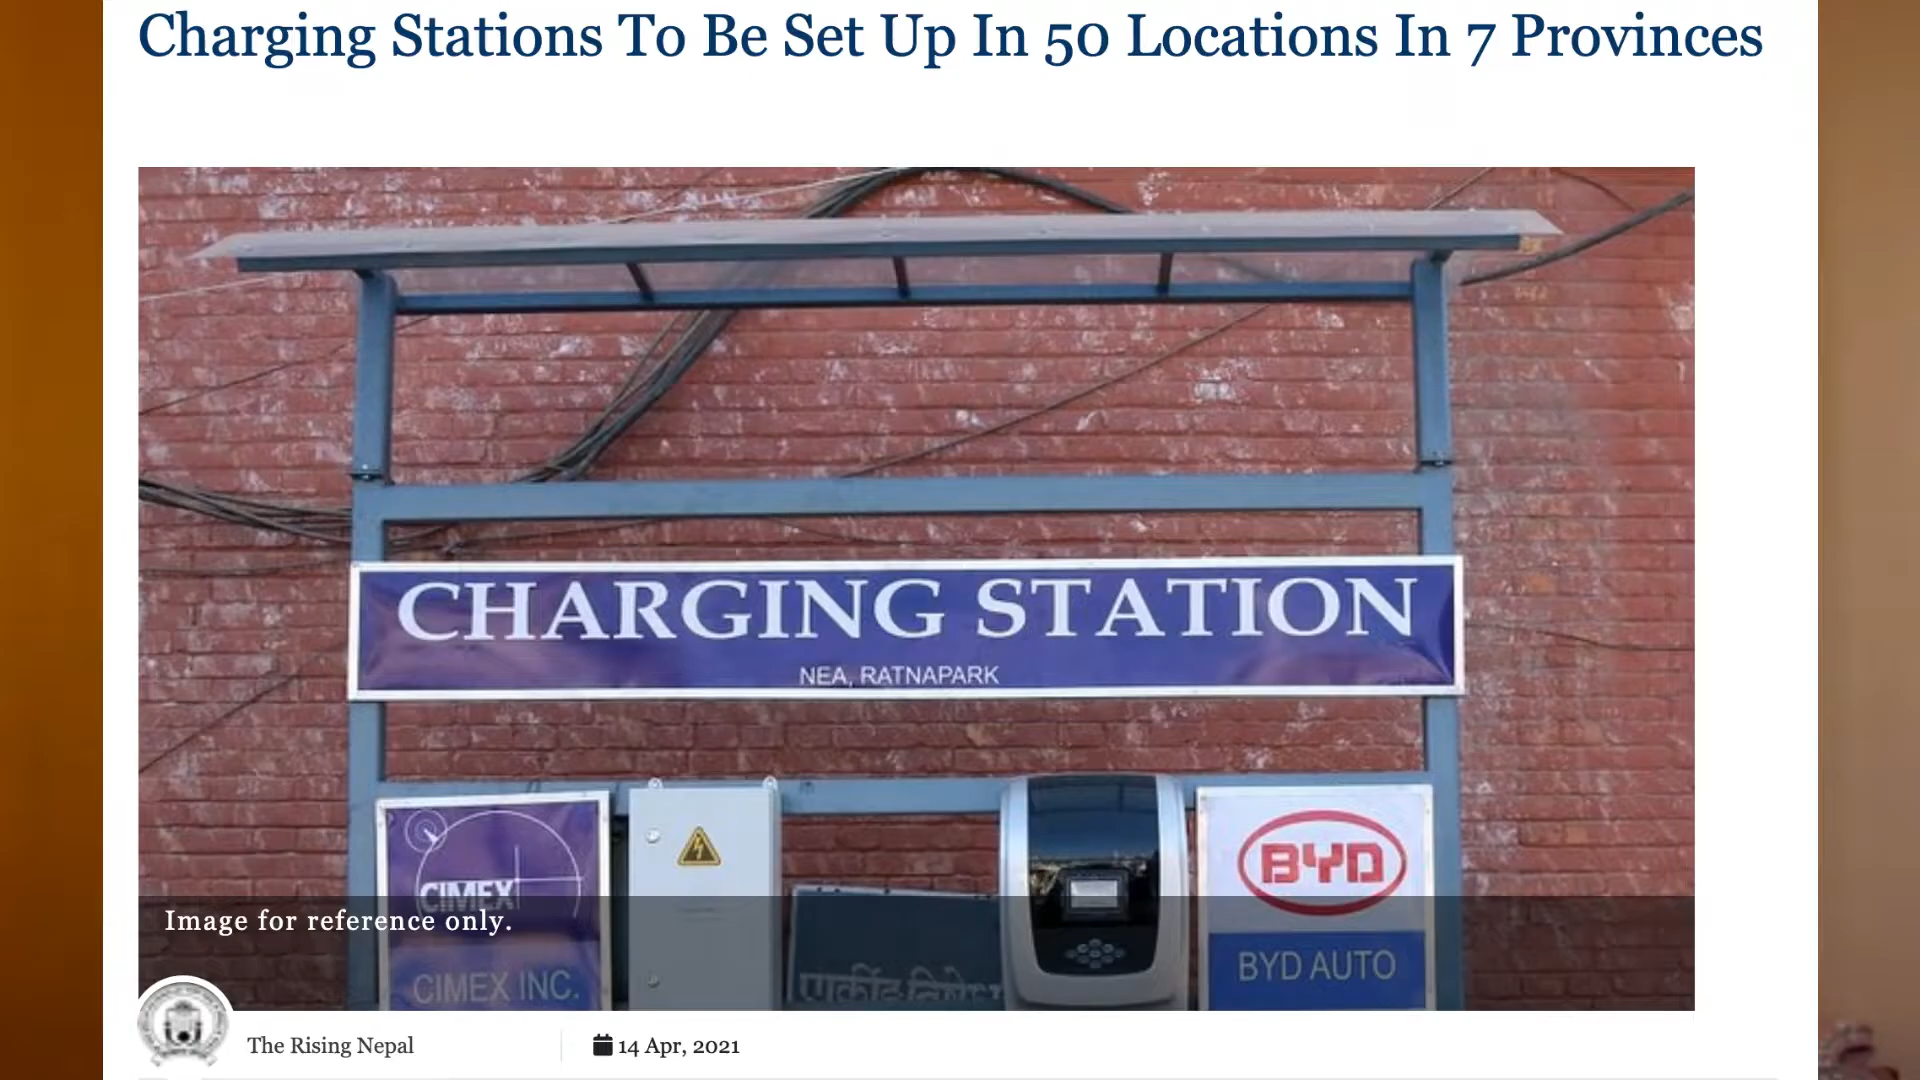 Charging Stations To Be Set Up In 50 Locations In 7 Provinces
CHARGING STATION
NEA, RATNAPARK
CIMEX
CIMEX INC.
BYD
BYD AUTO
Image for reference only.
The Rising Nepal
14 Apr, 2021